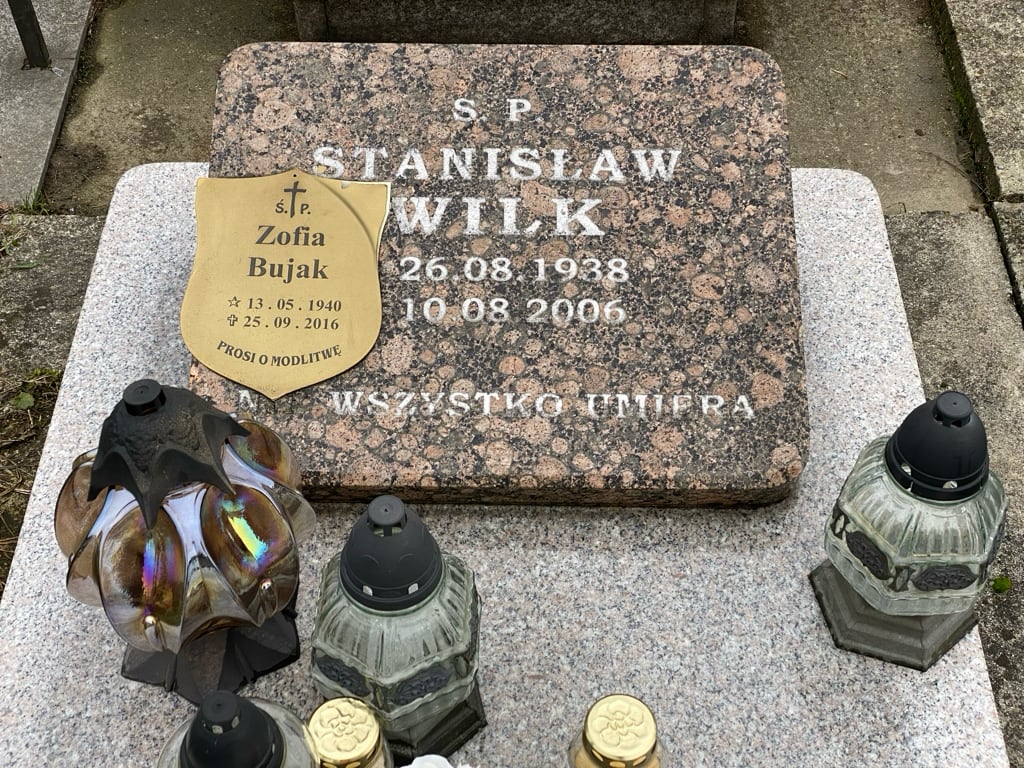 S. P
STANISŁAW
WILK
26.08.1938
10.08 2006
WSZYSTKO UMIERA
Ś. P.
Zofia
Bujak
13.05.1940
25.09.2016
PROSI O MODLITWĘ